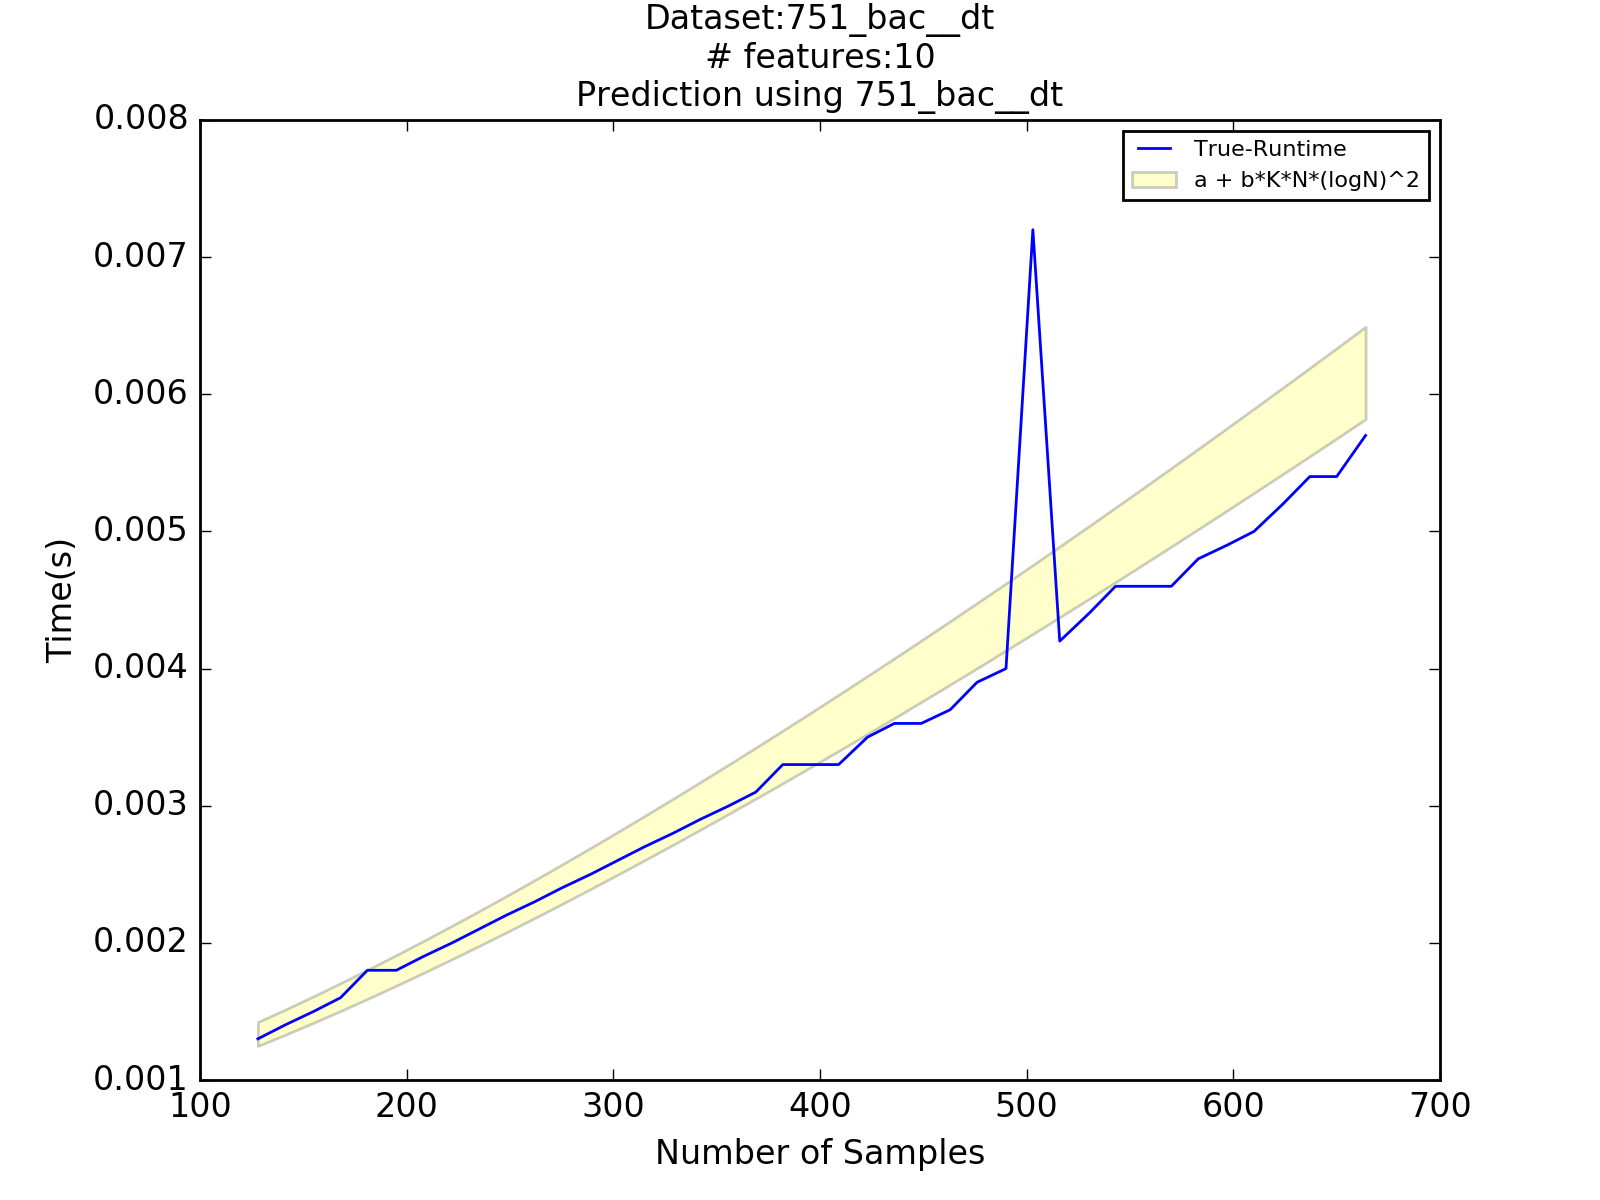 Dataset:751_bac__dt
# features:10
Prediction using 751_bac__dt
True-Runtime
a + b*K*N*(logN)^2
0.008
0.007
0.006
0.005
0.004
0.003
0.002
0.001
Time(s)
100 200 300 400 500 600 700
Number of Samples